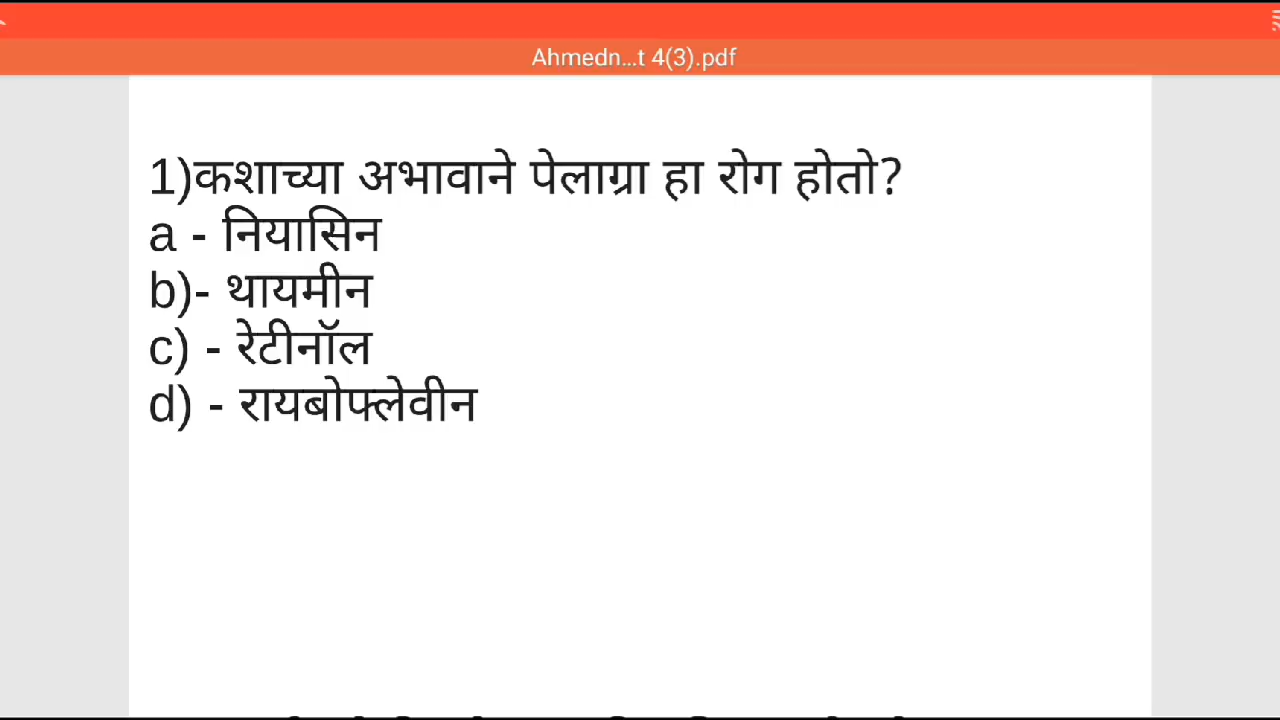 Ahmedn...t 4(3).pdf
1)कशाच्या अभावाने पेलाग्रा हा रोग होतो?
a - नियासिन
b)- थायमीन
c) - रेटीनॉल
d) - रायबोफ्लेवीन